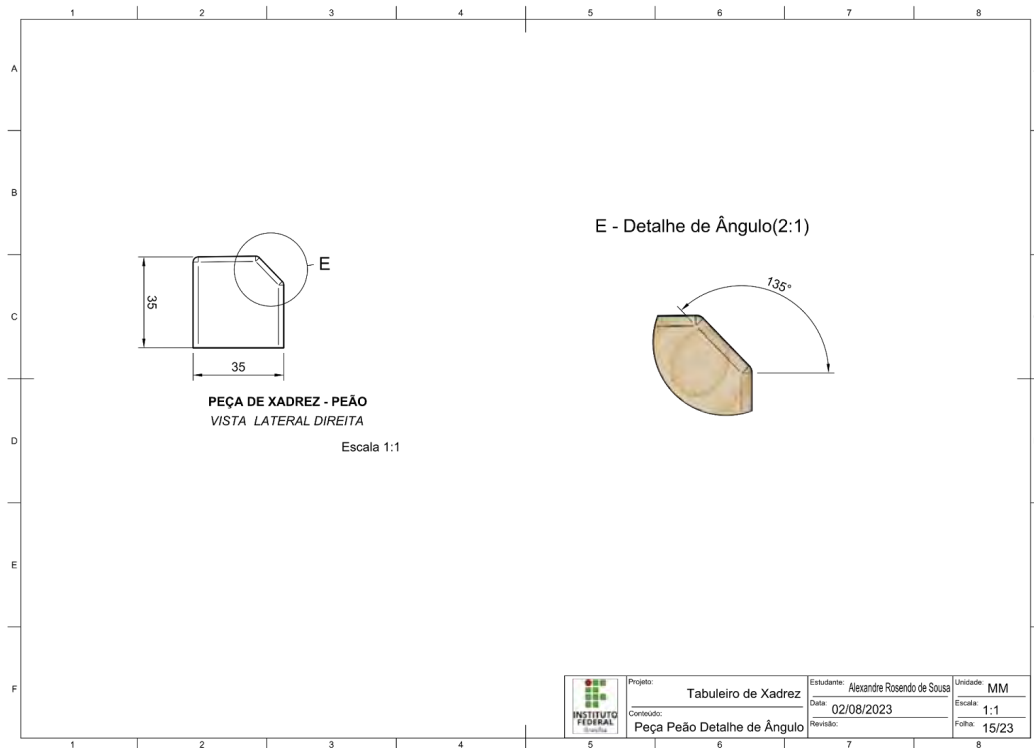 1 2 3 4 5 6 7 8
A
B
C
D
E
F
E - Detalhe de Ângulo(2:1)
E
135°
35
35
PEÇA DE XADREZ - PEÃO
VISTA LATERAL DIREITA
Escala 1:1
INSTITUTO
FEDERAL
Brasília
Projeto:
Tabuleiro de Xadrez
Conteúdo:
Peça Peão Detalhe de Ângulo
Estudante: Alexandre Rosendo de Sousa
Data: 02/08/2023
Revisão:
Unidade: MM
Escala: 1:1
Folha: 15/23
1 2 3 4 5 6 7 8